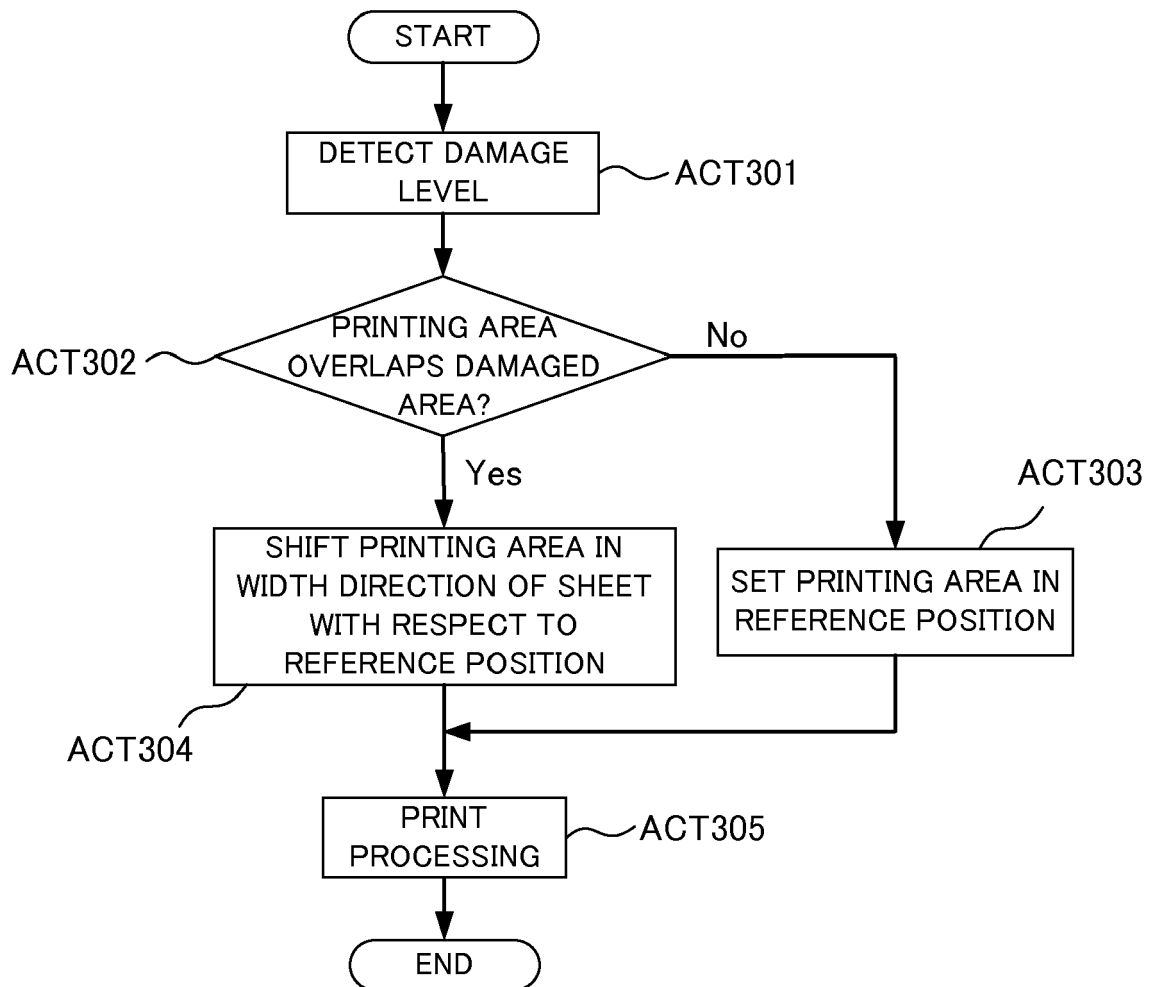 START
DETECT DAMAGE
LEVEL
ACT301
PRINTING AREA
OVERLAPS DAMAGED
AREA?
ACT302
No
Yes
ACT303
SHIFT PRINTING AREA IN
WIDTH DIRECTION OF SHEET
WITH RESPECT TO
REFERENCE POSITION
SET PRINTING AREA IN
REFERENCE POSITION
ACT304
PRINT
PROCESSING
ACT305
END